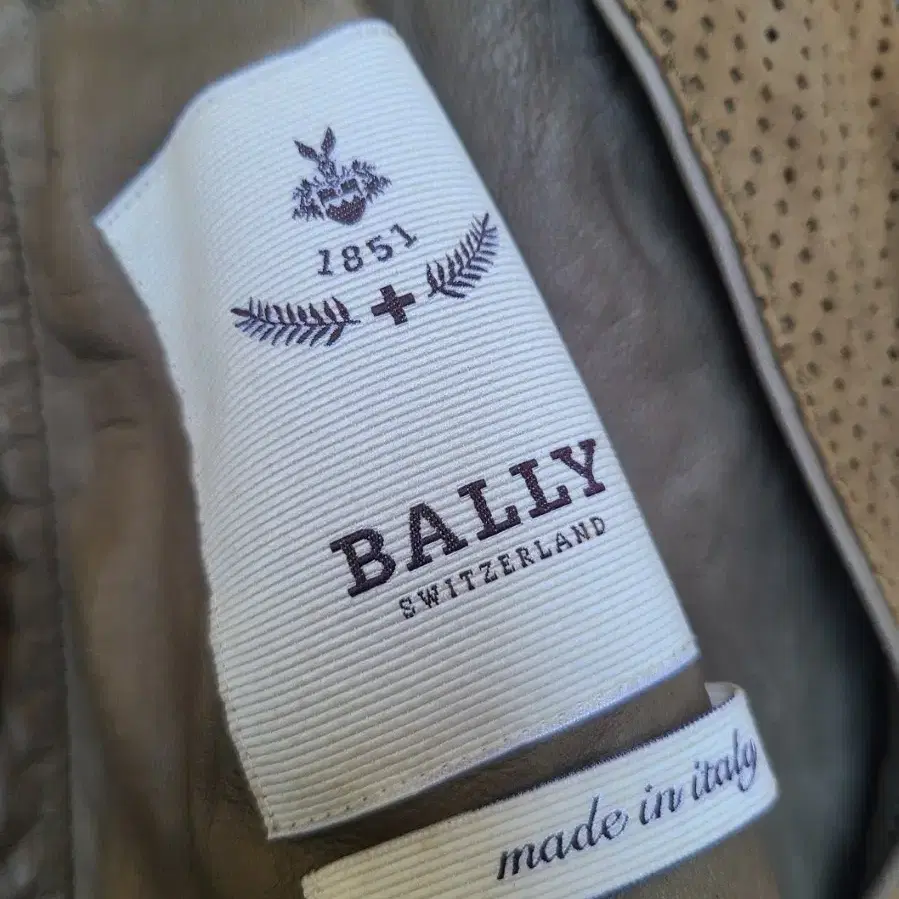 1851
BALLY
SWITZERLAND
made in italy